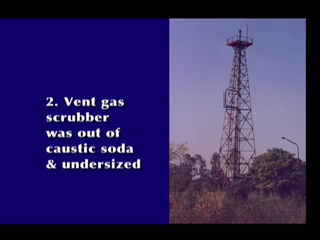 2. Vent gas
scrubber
was out of
caustic soda
& undersized